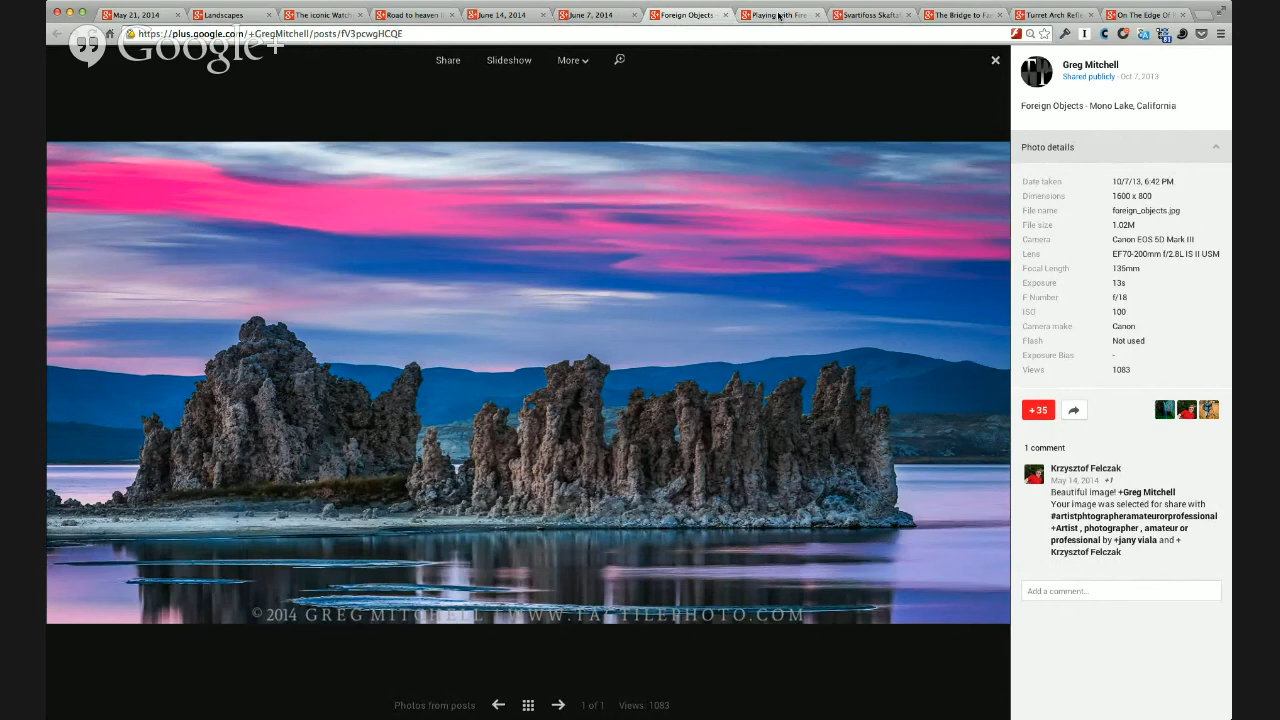 May 21, 2014
Landscapes
The iconic Watch
Road to heaven
June 14, 2014
June 7, 2014
Foreign Objects
Playing with Fire
Svartifoss Skafta
The Bridge to Fa
Turret Arch Refle
On The Edge Of
https://plus.google.com/+GregMitchell/posts/fV3pcwgHCQE
Google+
Share
Slideshow
More
Greg Mitchell
Shared publicly - Oct 7, 2013
Foreign Objects - Mono Lake, California
Photo details
Date taken 10/7/13, 6:42 PM
Dimensions 1600 x 800
File name foreign_objects.jpg
File size 1.02M
Camera Canon EOS 5D Mark III
Lens EF70-200mm f/2.8L IS II USM
Focal Length 135mm
Exposure 13s
F Number f/18
ISO 100
Camera make Canon
Flash Not used
Exposure Bias -
Views 1083
+35
1 comment
Krzysztof Felczak
May 14, 2014 +1
Beautiful image! +Greg Mitchell
Your image was selected for share with
#artistphtographeramateurorprofessional
+Artist , photographer , amateur or
professional by +jany viala and +
Krzysztof Felczak
Add a comment...
© 2014 GREG MITCHELL | WWW.TACTILEPHOTO.COM
Photos from posts
1 of 1
Views: 1083